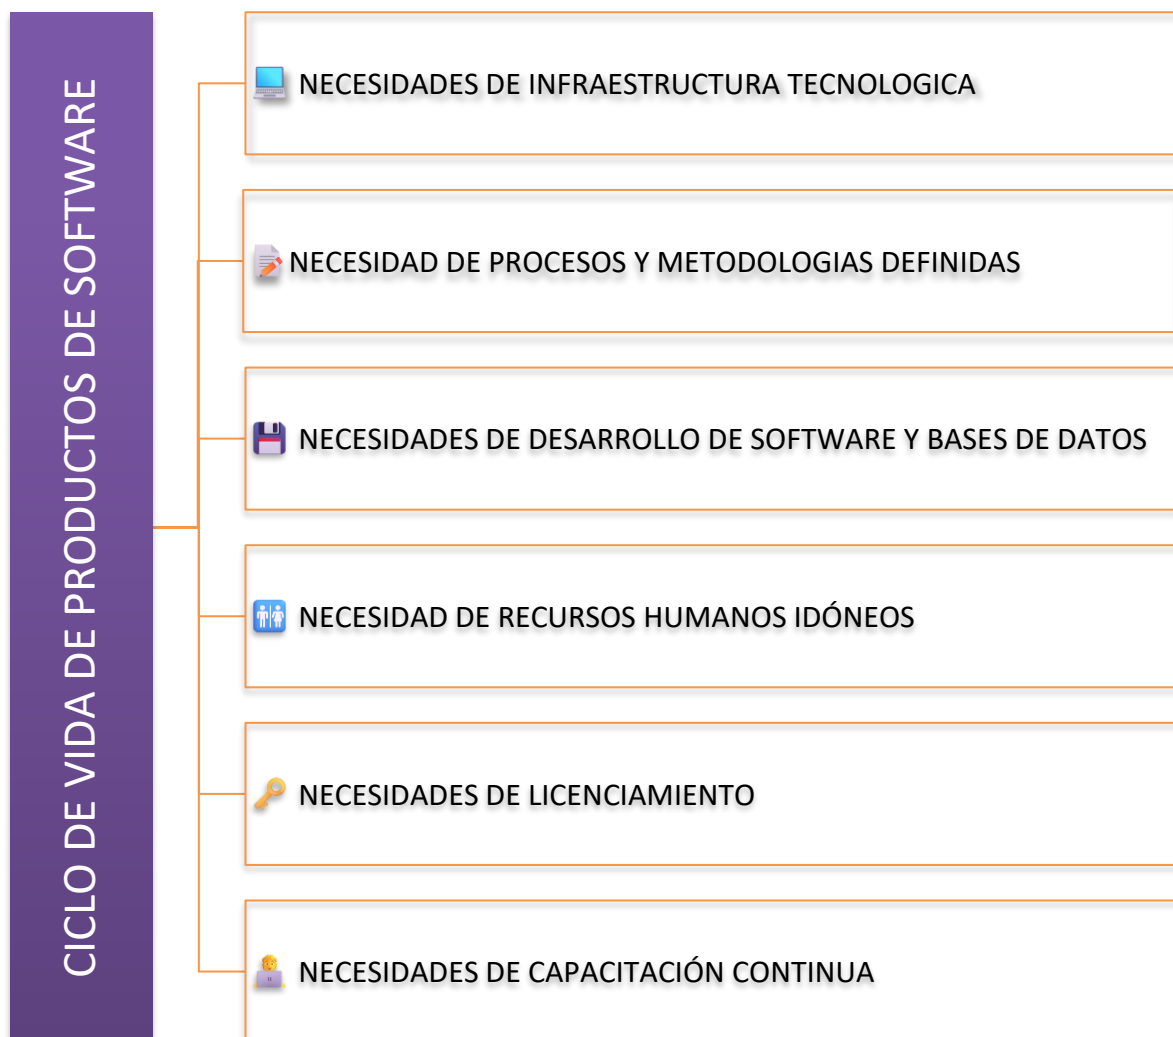 CICLO DE VIDA DE PRODUCTOS DE SOFTWARE
NECESIDADES DE INFRAESTRUCTURA TECNOLOGICA
NECESIDAD DE PROCESOS Y METODOLOGIAS DEFINIDAS
NECESIDADES DE DESARROLLO DE SOFTWARE Y BASES DE DATOS
NECESIDAD DE RECURSOS HUMANOS IDÓNEOS
NECESIDADES DE LICENCIAMIENTO
NECESIDADES DE CAPACITACIÓN CONTINUA